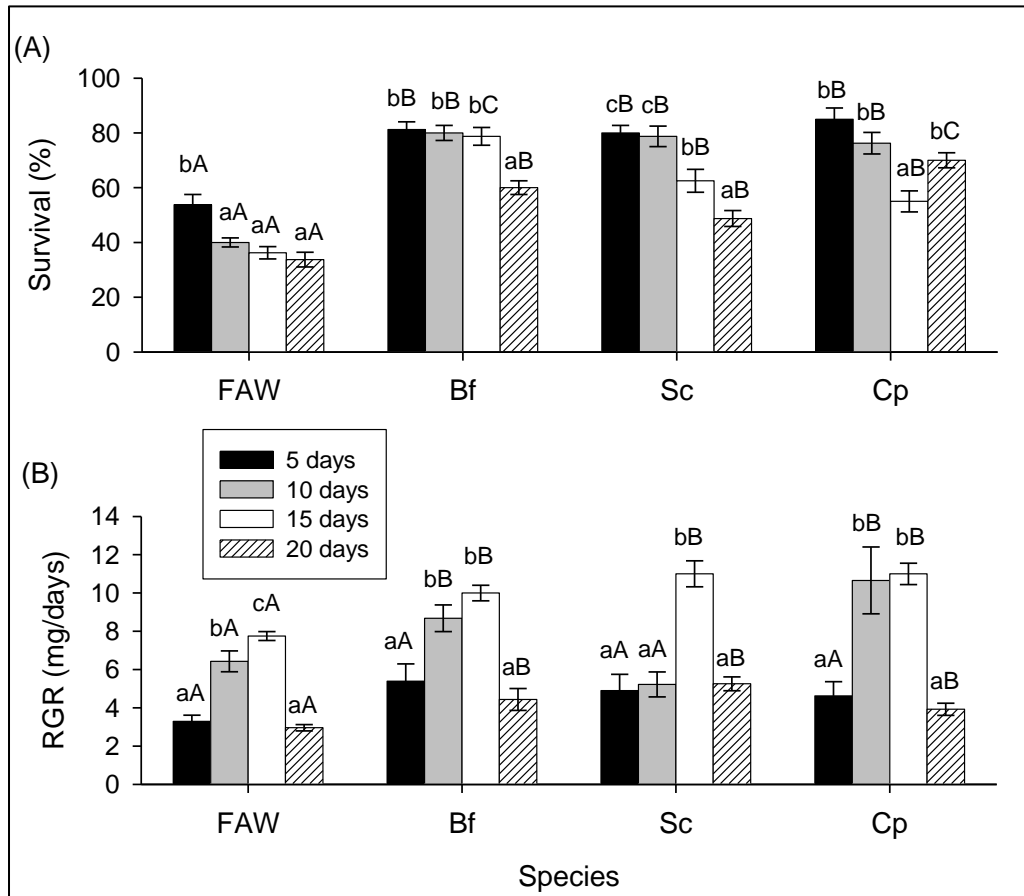 (A)
Survival (%)
100
80
60
40
20
0
bA
aA
aA
aA
bB
bB
bC
aB
cB
cB
bB
aB
bB
bB
aB
bC
FAW
Bf
Sc
Cp
(B)
5 days
10 days
15 days
20 days
RGR (mg/days)
14
12
10
8
6
4
2
0
aA
bA
cA
aA
aA
bB
bB
aB
aA
aA
bB
aB
aA
bB
bB
aB
FAW
Bf
Sc
Cp
Species